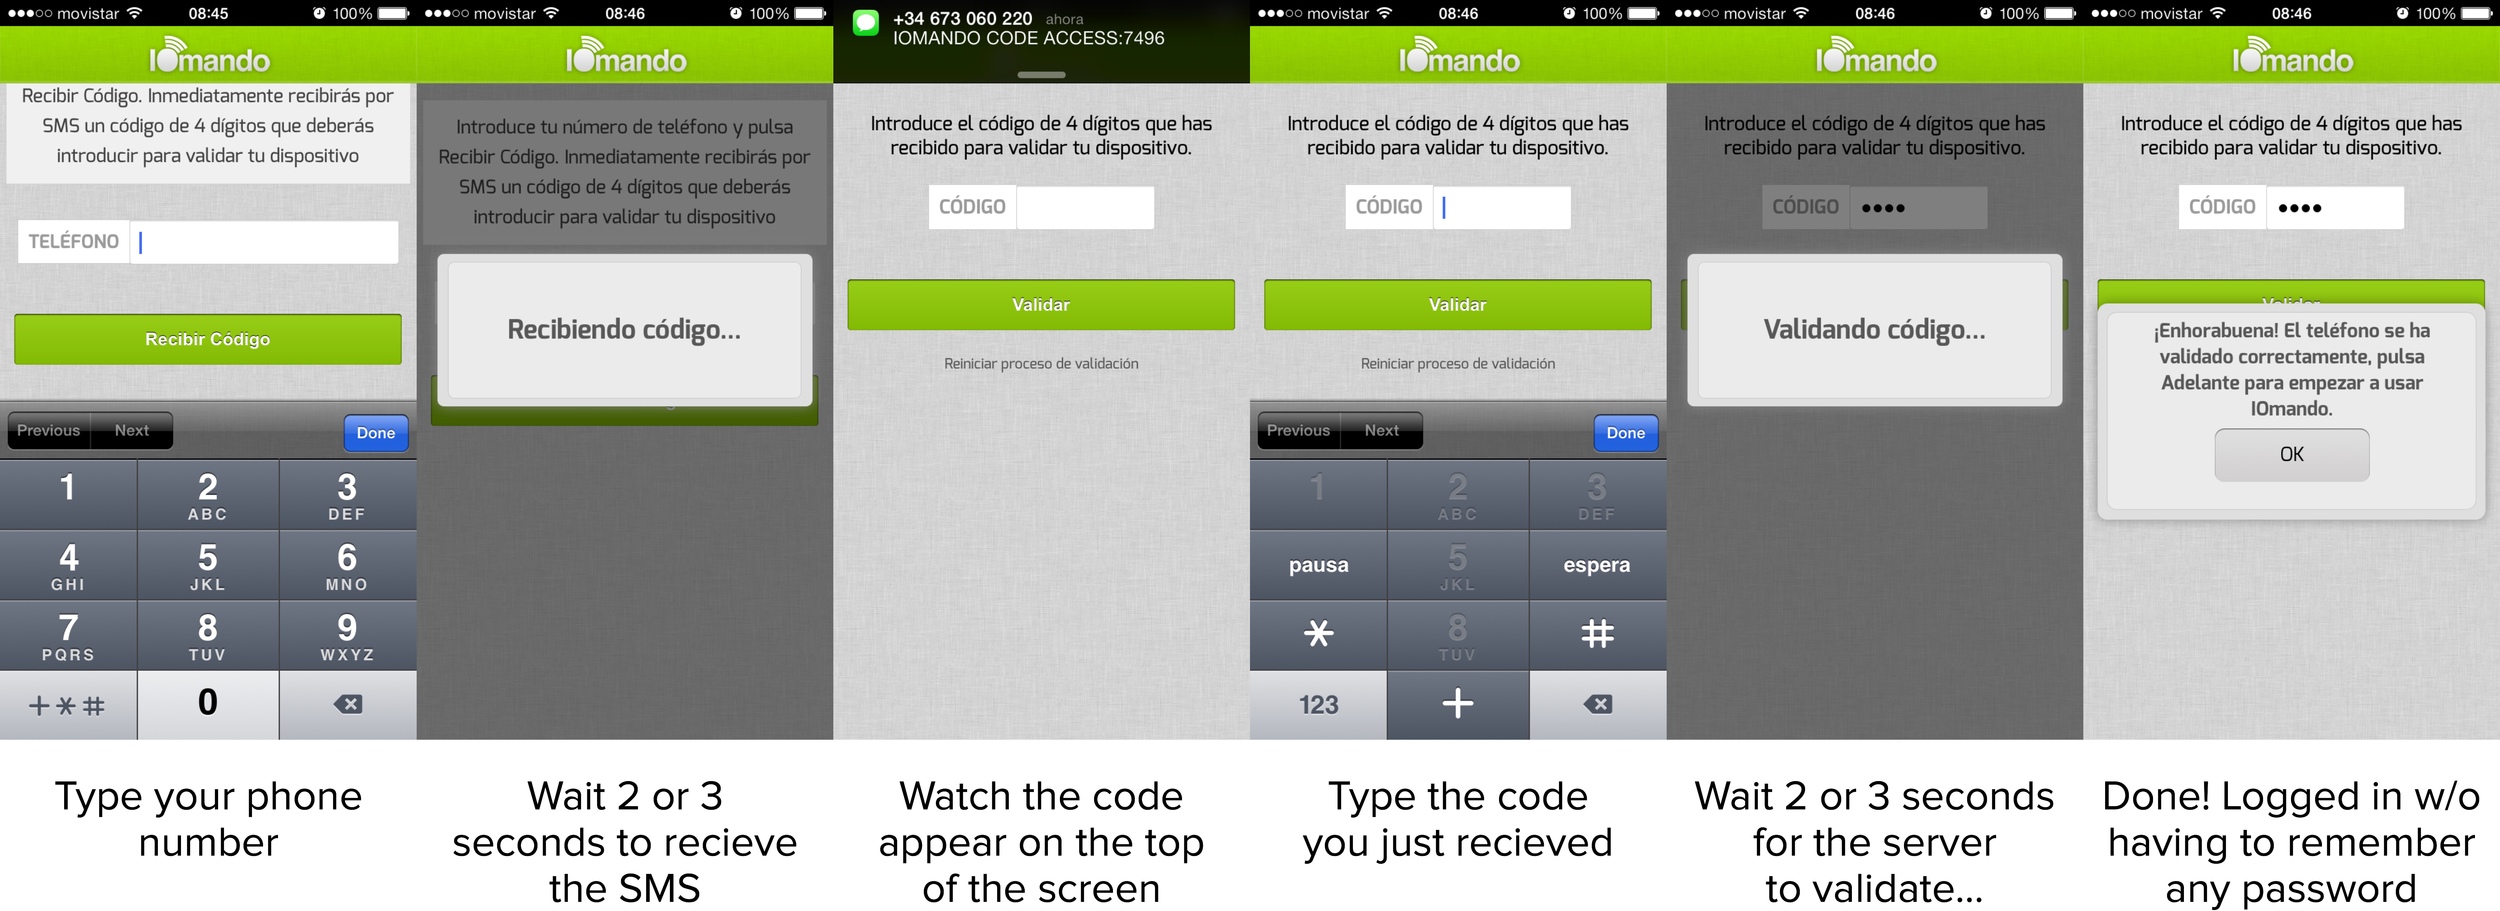 movistar 08:45 100%
IOmando
Recibir Código. Inmediatamente recibirás por
SMS un código de 4 dígitos que deberás
introducir para validar tu dispositivo
TELÉFONO
Recibir Código
Previous Next Done
1 2 3
ABC DEF
4 5 6
GHI JKL MNO
7 8 9
PQRS TUV WXYZ
+*# 0
Type your phone
number
movistar 08:46 100%
IOmando
Introduce tu número de teléfono y pulsa
Recibir Código. Inmediatamente recibirás por
SMS un código de 4 dígitos que deberás
introducir para validar tu dispositivo
Recibiendo código...
Wait 2 or 3
seconds to recieve
the SMS
+34 673 060 220 ahora
IOMANDO CODE ACCESS:7496
Introduce el código de 4 dígitos que has
recibido para validar tu dispositivo.
CÓDIGO
Validar
Reiniciar proceso de validación
Watch the code
appear on the top
of the screen
movistar 08:46 100%
IOmando
Introduce el código de 4 dígitos que has
recibido para validar tu dispositivo.
CÓDIGO
Validar
Reiniciar proceso de validación
Previous Next Done
1 2 3
ABC DEF
pausa 5 espera
JKL
* 8 #
TUV
123 +
Type the code
you just recieved
movistar 08:46 100%
IOmando
Introduce el código de 4 dígitos que has
recibido para validar tu dispositivo.
CÓDIGO ••••
Validando código...
Wait 2 or 3 seconds
for the server
to validate...
movistar 08:46 100%
IOmando
Introduce el código de 4 dígitos que has
recibido para validar tu dispositivo.
CÓDIGO ••••
Validar
¡Enhorabuena! El teléfono se ha
validado correctamente, pulsa
Adelante para empezar a usar
IOmando.
OK
Done! Logged in w/o
having to remember
any password